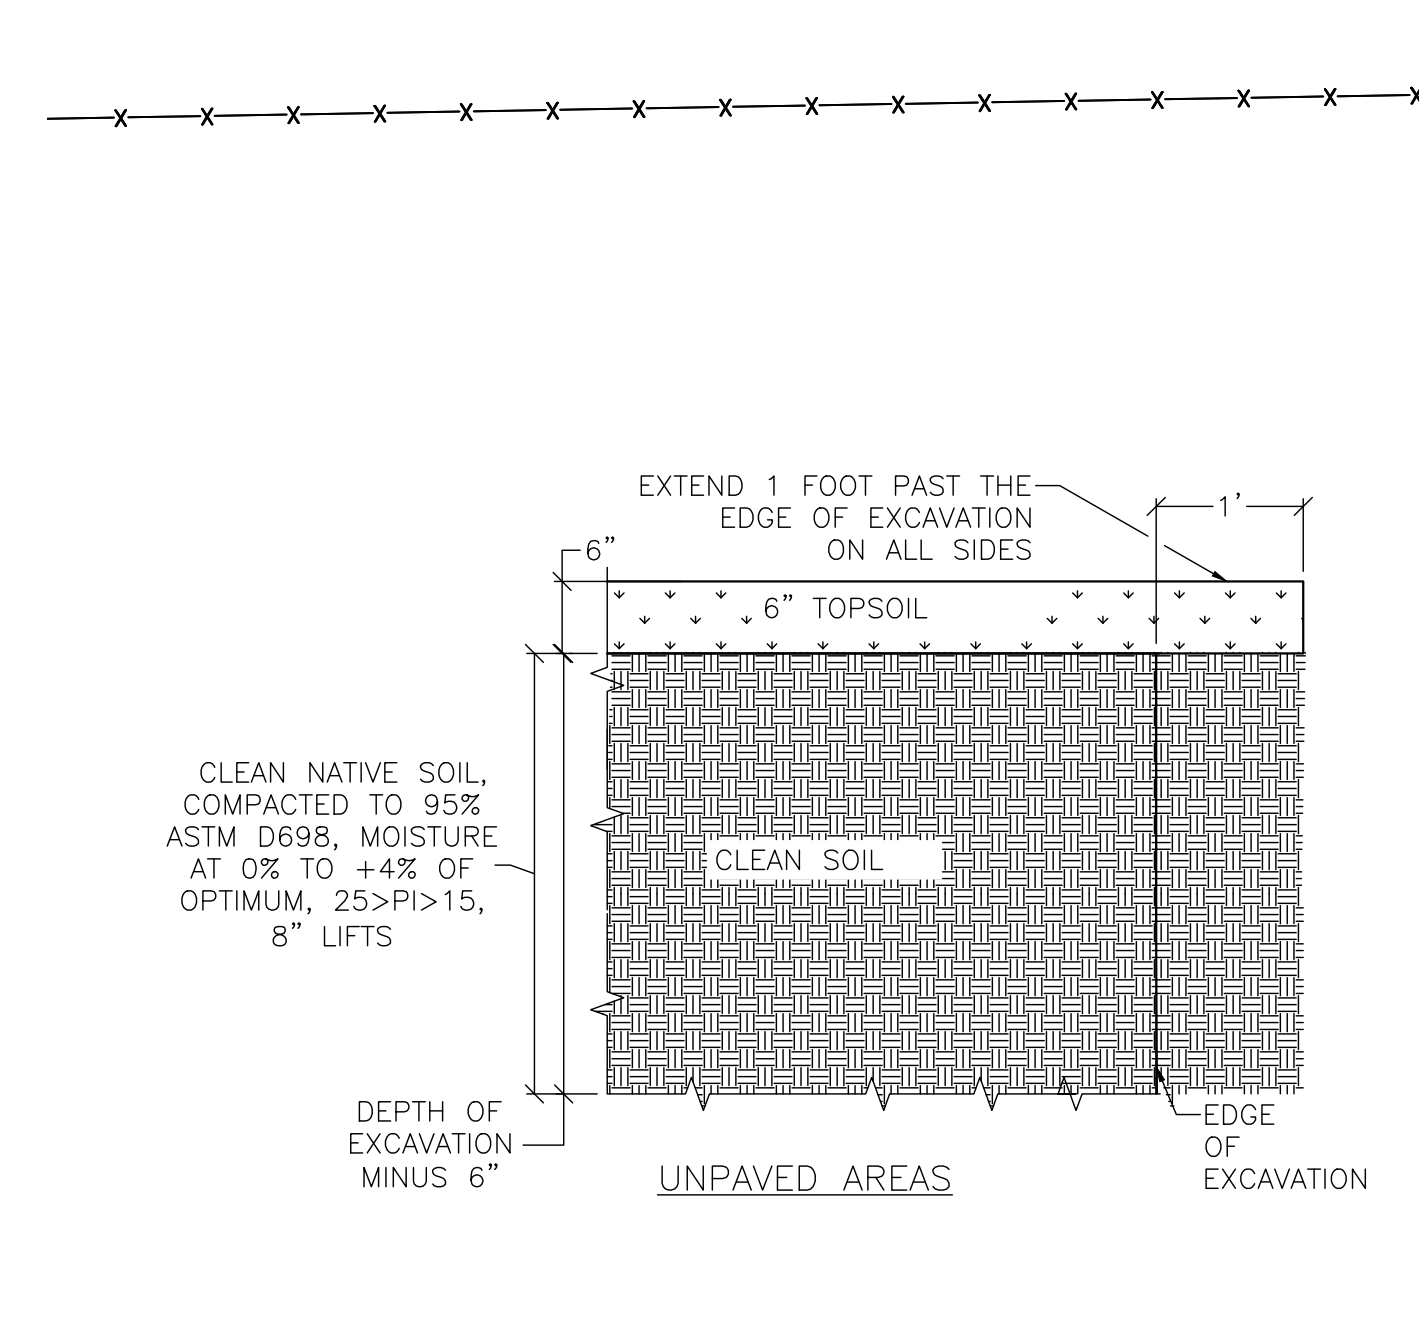 EXTEND 1 FOOT PAST THE
EDGE OF EXCAVATION
ON ALL SIDES
1'
6"
6" TOPSOIL
CLEAN NATIVE SOIL,
COMPACTED TO 95%
ASTM D698, MOISTURE
AT 0% TO +4% OF
OPTIMUM, 25>PI>15,
8" LIFTS
CLEAN SOIL
DEPTH OF
EXCAVATION
MINUS 6"
EDGE
OF
EXCAVATION
UNPAVED AREAS